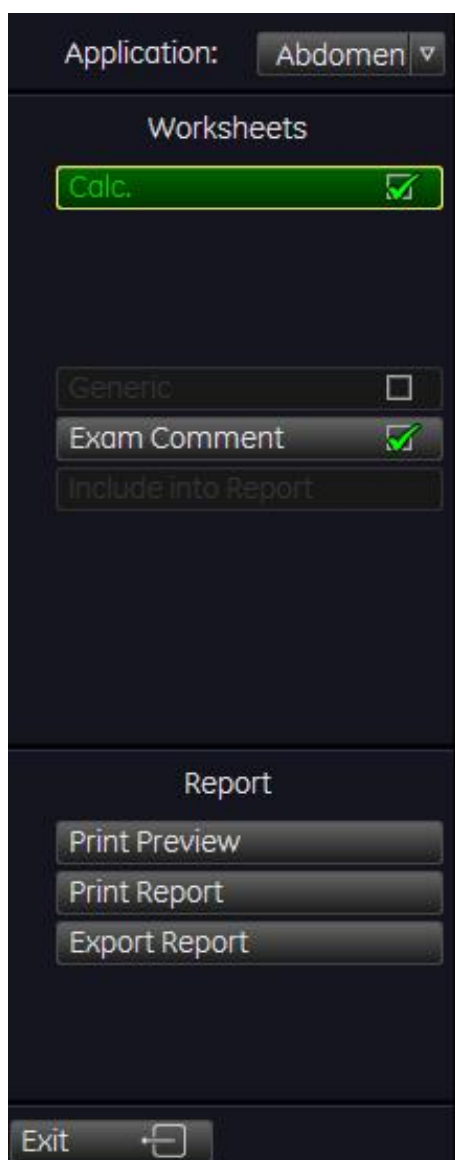 Application: Abdomen
Worksheets
Calc.
Generic
Exam Comment
Include into Report
Report
Print Preview
Print Report
Export Report
Exit